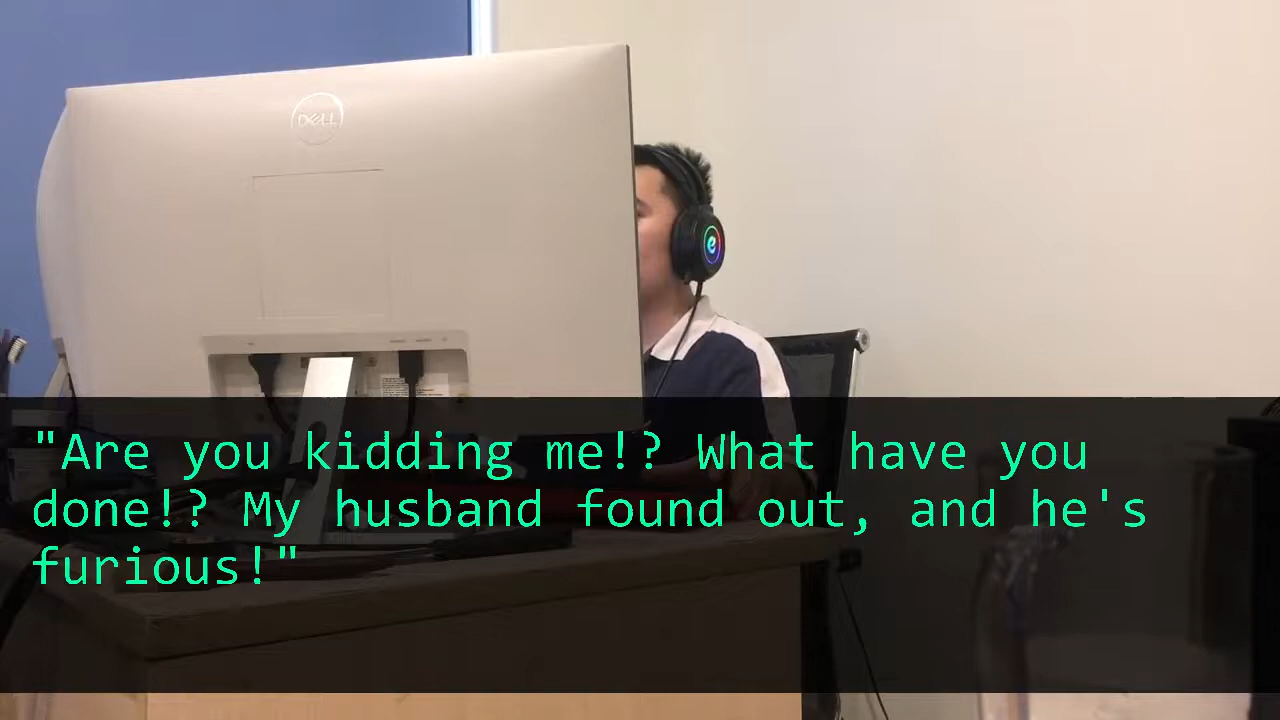 DELL
e
"Are you kidding me!? What have you
done!? My husband found out, and he's
furious!"